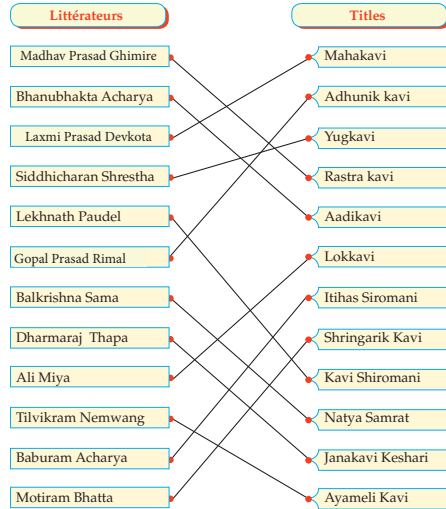 Littérateurs Titles
Madhav Prasad Ghimire Mahakavi
Bhanubhakta Acharya Adhunik kavi
Laxmi Prasad Devkota Yugkavi
Siddhicharan Shrestha Rastra kavi
Lekhnath Paudel Aadikavi
Gopal Prasad Rimal Lokkavi
Balkrishna Sama Itihas Siromani
Dharmaraj Thapa Shringarik Kavi
Ali Miya Kavi Shiromani
Tilvikram Nemwang Natya Samrat
Baburam Acharya Janakavi Keshari
Motiram Bhatta Ayameli Kavi